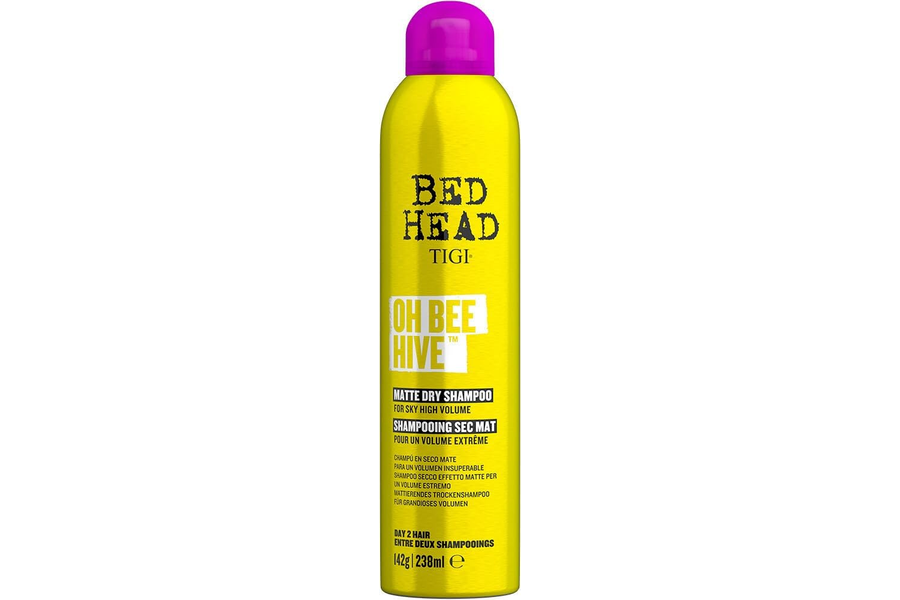 BED
HEAD
TIGI®
OH BEE
HIVE™
MATTE DRY SHAMPOO
FOR SKY HIGH VOLUME
SHAMPOOING SEC MAT
POUR UN VOLUME EXTRÊME
CHAMPÚ EN SECO MATE
PARA UN VOLUMEN INSUPERABLE
SHAMPOO SECCO EFFETTO MATTE PER
UN VOLUME ESTREMO
MATTIERENDES TROCKENSHAMPOO
FÜR GRANDIOSES VOLUMEN
DAY 2 HAIR
ENTRE DEUX SHAMPOOINGS
142g | 238ml ℮